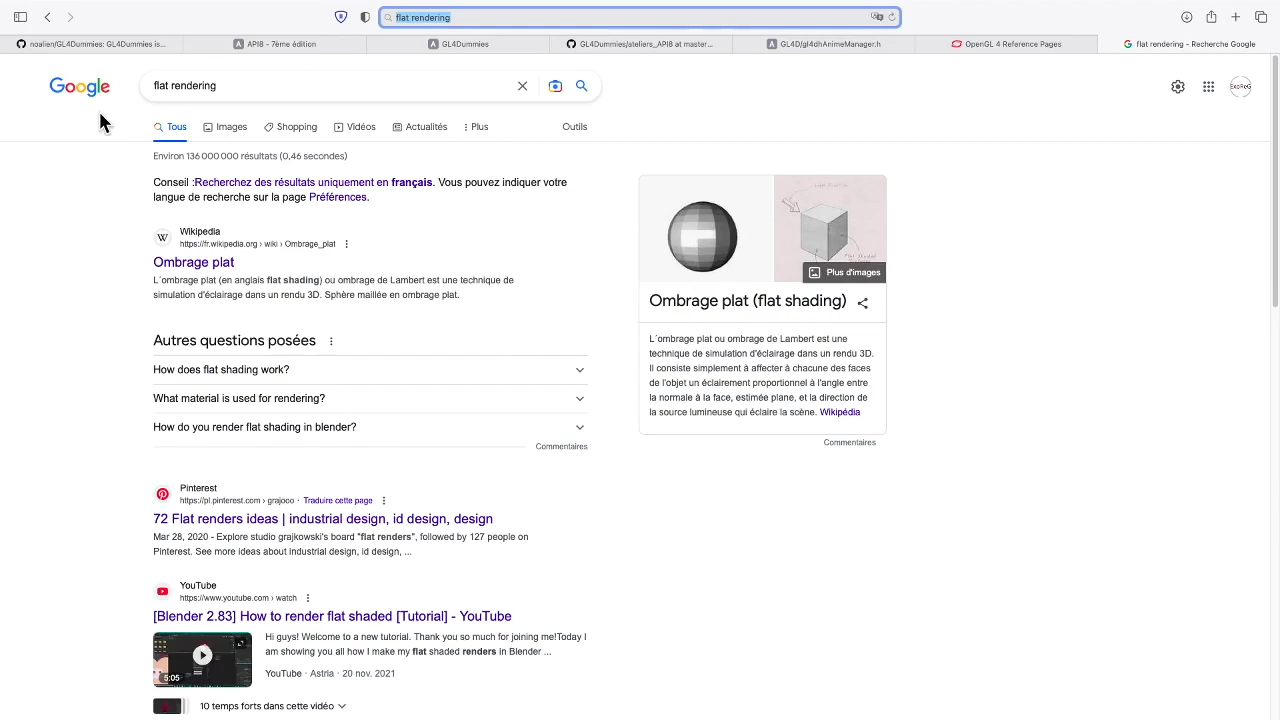 flat rendering
noalien/GL4Dummies: GL4Dummies is...
API8 - 7ème édition
GL4Dummies
GL4Dummies/ateliers_API8 at master...
GL4D/gl4dhAnimeManager.h
OpenGL 4 Reference Pages
flat rendering - Recherche Google
Google
flat rendering
ExoReG
Tous
Images
Shopping
Vidéos
Actualités
Plus
Outils
Environ 136 000 000 résultats (0,46 secondes)
Conseil :Recherchez des résultats uniquement en français. Vous pouvez indiquer votre
langue de recherche sur la page Préférences.
Wikipedia
https://fr.wikipedia.org › wiki › Ombrage_plat
Ombrage plat
L´ombrage plat (en anglais flat shading) ou ombrage de Lambert est une technique de
simulation d'éclairage dans un rendu 3D. Sphère maillée en ombrage plat.
Autres questions posées
How does flat shading work?
What material is used for rendering?
How do you render flat shading in blender?
Commentaires
Pinterest
https://pl.pinterest.com › grajooo · Traduire cette page
72 Flat renders ideas | industrial design, id design, design
Mar 28, 2020 - Explore studio grajkowski's board "flat renders", followed by 127 people on
Pinterest. See more ideas about industrial design, id design, ...
YouTube
https://www.youtube.com › watch
[Blender 2.83] How to render flat shaded [Tutorial] - YouTube
5:05
Hi guys! Welcome to a new tutorial. Thank you so much for joining me!Today I
am showing you all how I make my flat shaded renders in Blender ...
YouTube · Astria · 20 nov. 2021
10 temps forts dans cette vidéo
Plus d'images
Ombrage plat (flat shading)
L´ombrage plat ou ombrage de Lambert est une
technique de simulation d'éclairage dans un rendu 3D.
Il consiste simplement à affecter à chacune des faces
de l'objet un éclairement proportionnel à l'angle entre
la normale à la face, estimée plane, et la direction de
la source lumineuse qui éclaire la scène. Wikipédia
Commentaires